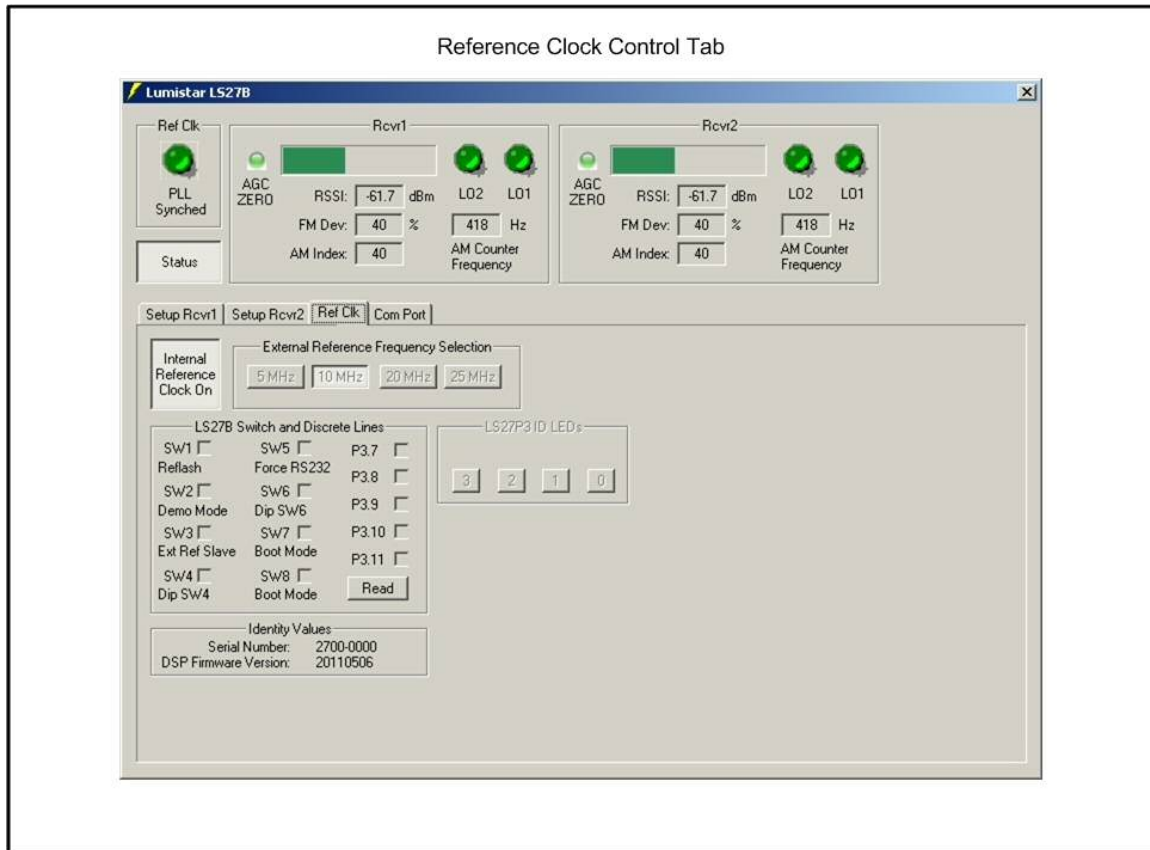 Reference Clock Control Tab
Lumistar LS27B
Ref Clk
PLL
Synched
Status
Rcvr1
AGC
ZERO
RSSI: -61.7 dBm
FM Dev: 40 %
AM Index: 40
LO2 LO1
418 Hz
AM Counter
Frequency
Rcvr2
AGC
ZERO
RSSI: -61.7 dBm
FM Dev: 40 %
AM Index: 40
LO2 LO1
418 Hz
AM Counter
Frequency
Setup Rcvr1 Setup Rcvr2 Ref Clk Com Port
Internal
Reference
Clock On
External Reference Frequency Selection
5 MHz 10 MHz 20 MHz 25 MHz
LS27B Switch and Discrete Lines
SW1 SW5 P3.7
Reflash Force RS232
SW2 SW6 P3.8
Demo Mode Dip SW6 P3.9
SW3 SW7 P3.10
Ext Ref Slave Boot Mode P3.11
SW4 SW8
Dip SW4 Boot Mode Read
LS27P3 ID LEDs
3 2 1 0
Identity Values
Serial Number: 2700-0000
DSP Firmware Version: 20110506